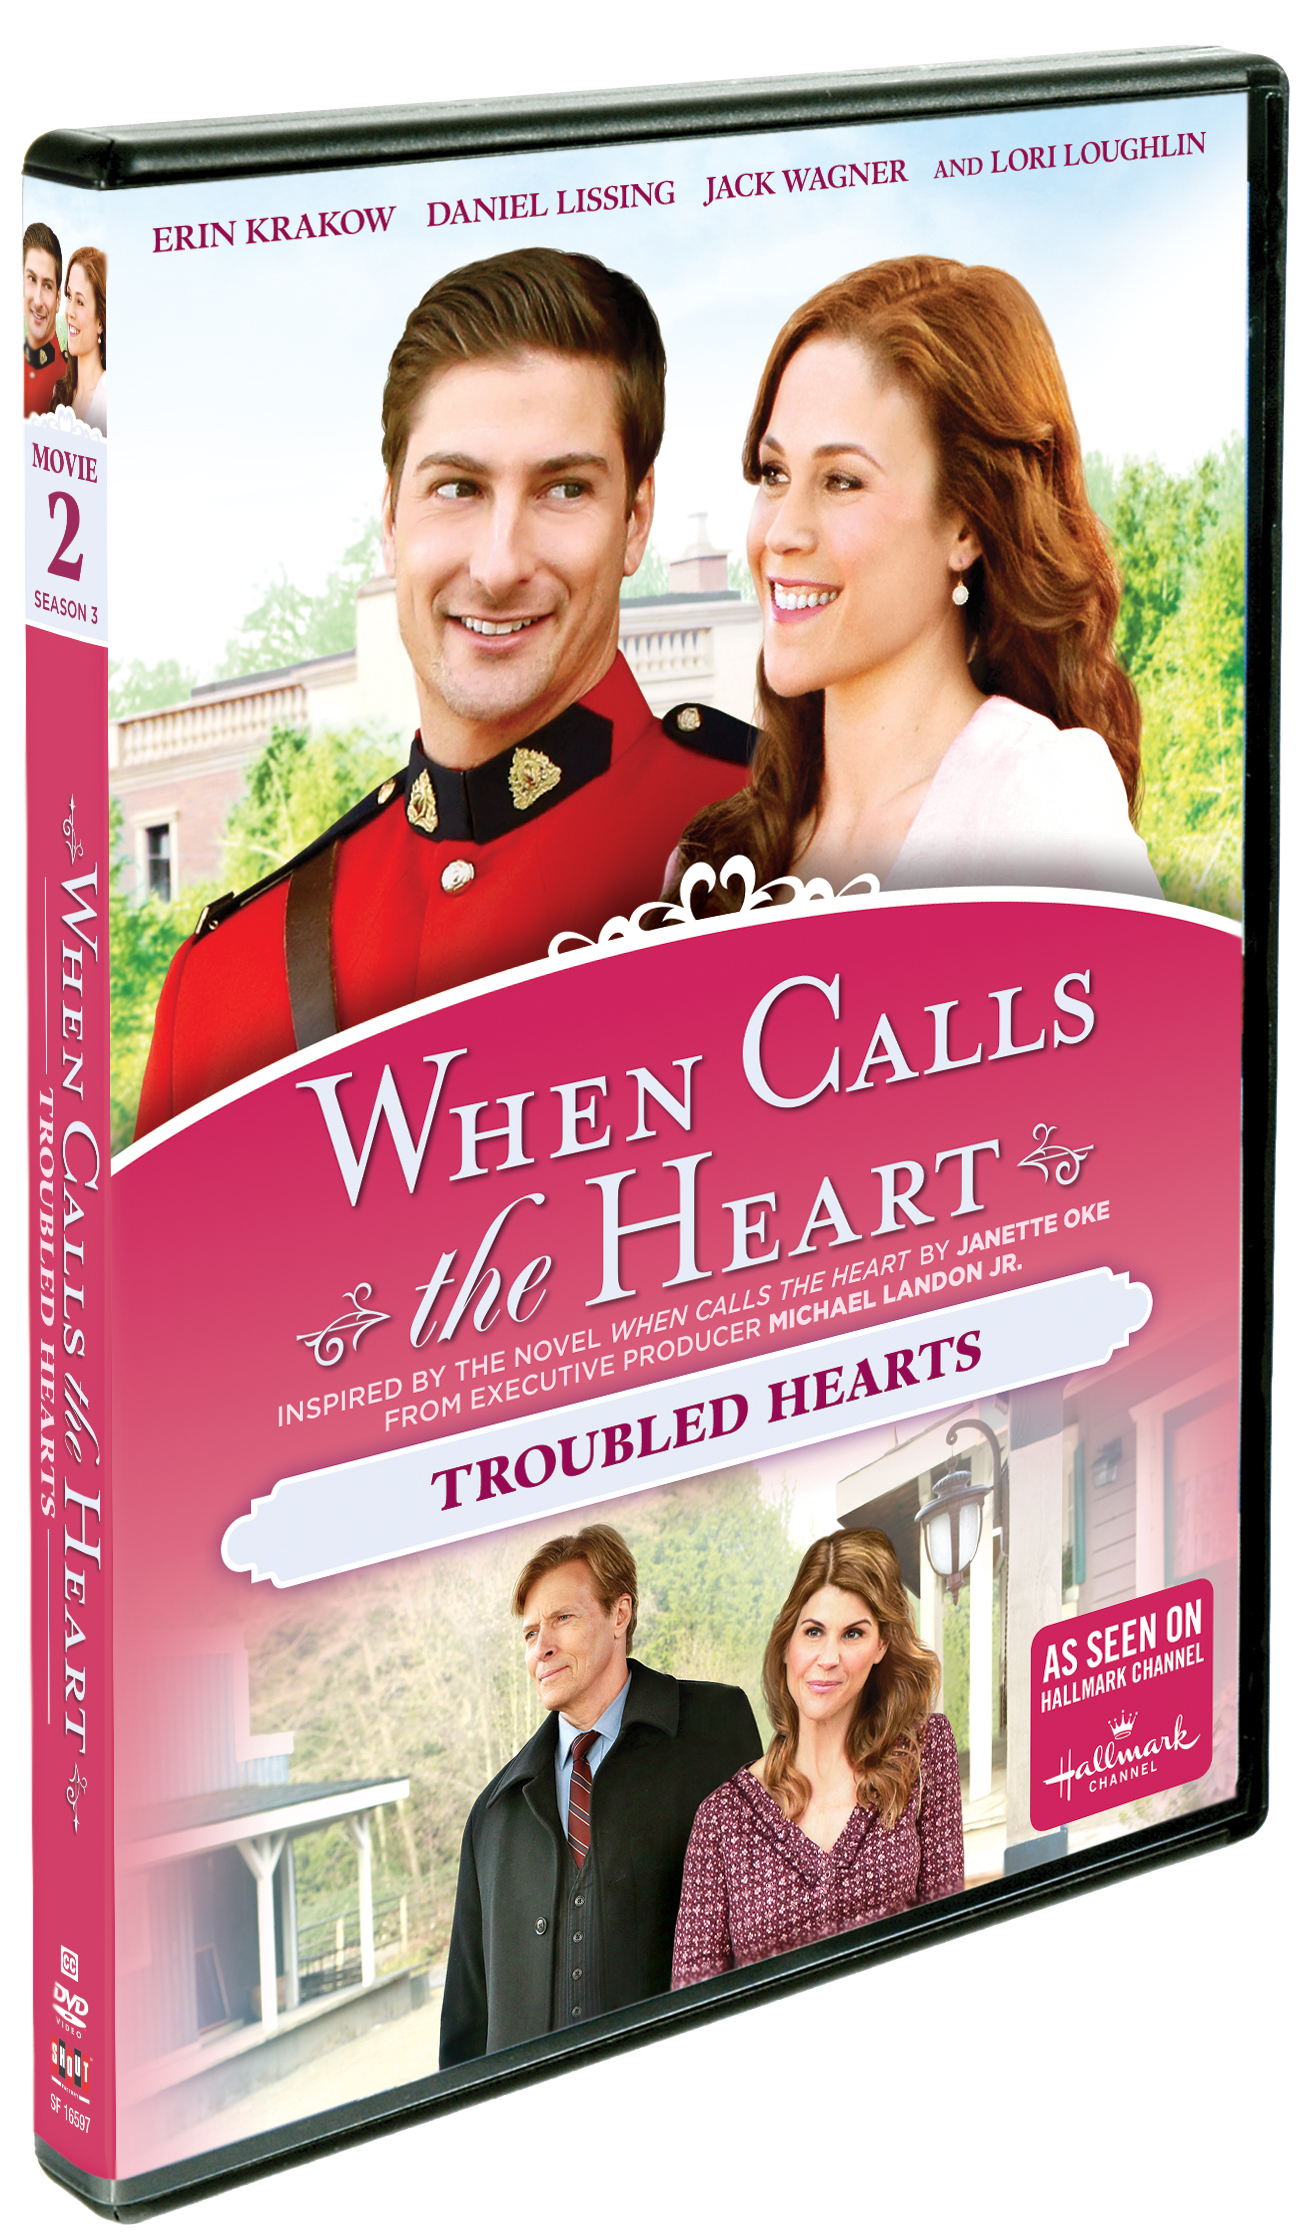 ERIN KRAKOW DANIEL LISSING JACK WAGNER AND LORI LOUGHLIN
WHEN CALLS
the HEART
INSPIRED BY THE NOVEL WHEN CALLS THE HEART BY JANETTE OKE
FROM EXECUTIVE PRODUCER MICHAEL LANDON JR.
TROUBLED HEARTS
AS SEEN ON
HALLMARK CHANNEL
Hallmark
CHANNEL
MOVIE
2
SEASON 3
WHEN CALLS the HEART
TROUBLED HEARTS
CC
DVD
VIDEO
SHOUT
FACTORY
SF 16597